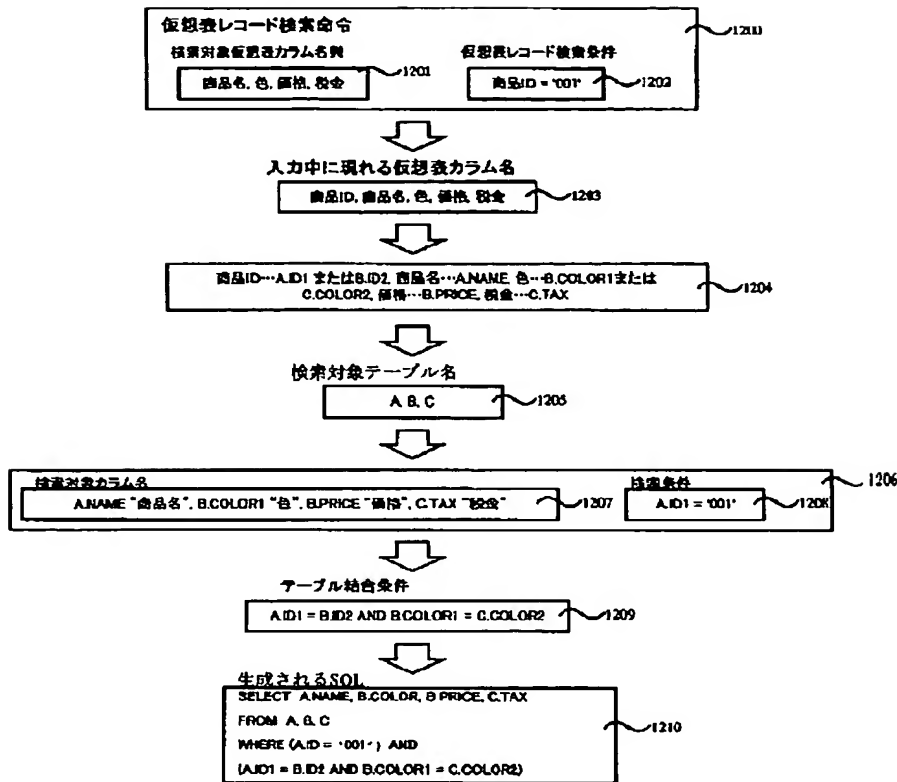 仮想表レコード検索命令
1200
検索対象仮想表カラム名列
仮想表レコード検索条件
1201
商品名, 色, 価格, 税金
1202
商品ID = '001'
入力中に現れる仮想表カラム名
商品ID, 商品名, 色, 価格, 税金
1203
商品ID…A.ID1 またはB.ID2, 商品名…A.NAME, 色…B.COLOR1または
C.COLOR2, 価格…B.PRICE, 税金…C.TAX
1204
検索対象テーブル名
A, B, C
1205
検索対象カラム名
検索条件
1206
A.NAME "商品名", B.COLOR1 "色", B.PRICE "価格", C.TAX "税金"
1207
A.ID1 = '001'
1208
テーブル結合条件
A.ID1 = B.ID2 AND B.COLOR1 = C.COLOR2
1209
生成されるSQL
SELECT A.NAME, B.COLOR, B.PRICE, C.TAX
FROM A, B, C
WHERE (A.ID = '001') AND
(A.ID1 = B.ID2 AND B.COLOR1 = C.COLOR2)
1210